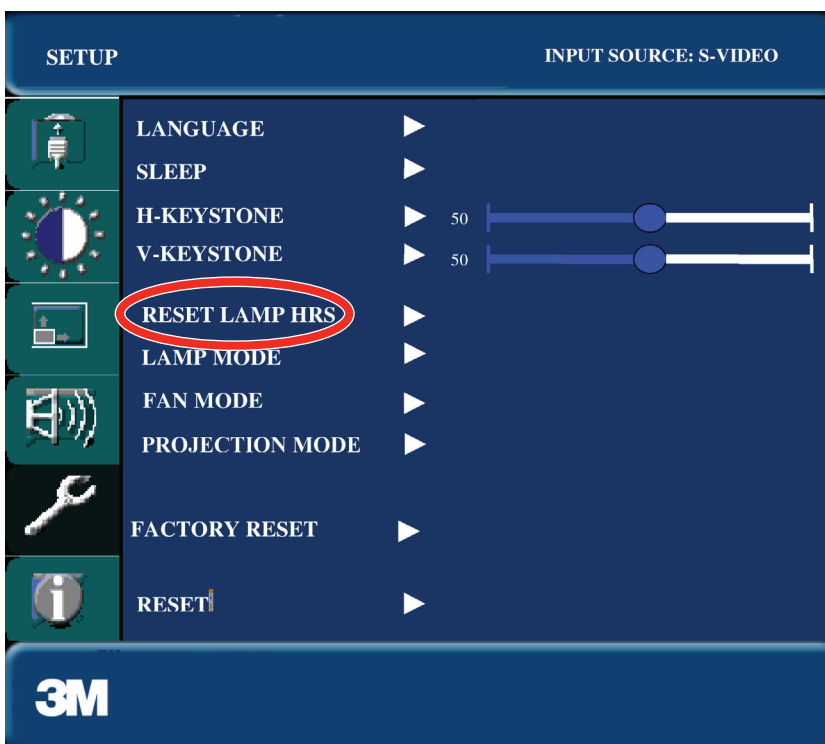 SETUP INPUT SOURCE: S-VIDEO
LANGUAGE
SLEEP
H-KEYSTONE 50
V-KEYSTONE 50
RESET LAMP HRS
LAMP MODE
FAN MODE
PROJECTION MODE
FACTORY RESET
RESET
3M